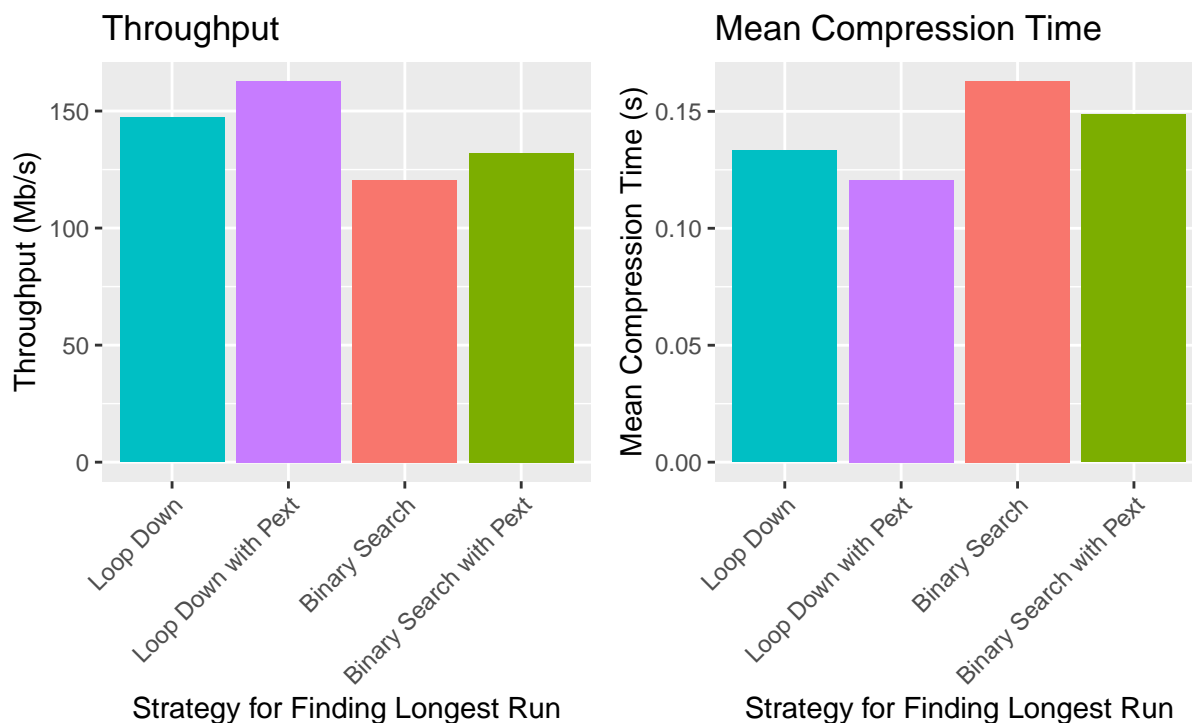 Throughput
Throughput (Mb/s)
150
100
50
0
Loop Down
Loop Down with Pext
Binary Search
Binary Search with Pext
Strategy for Finding Longest Run
Mean Compression Time
Mean Compression Time (s)
0.15
0.10
0.05
0.00
Loop Down
Loop Down with Pext
Binary Search
Binary Search with Pext
Strategy for Finding Longest Run